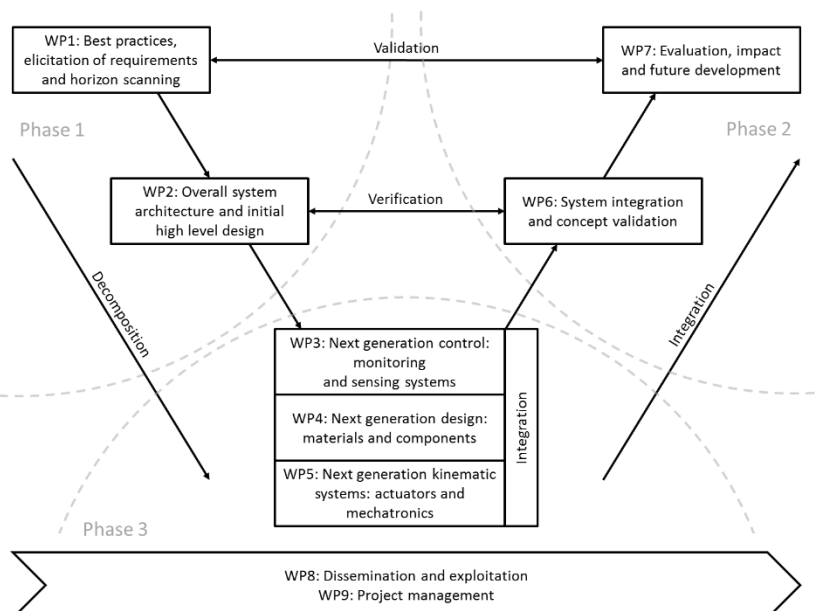 WP1: Best practices,
elicitation of requirements
and horizon scanning
Validation
WP7: Evaluation, impact
and future development
Phase 1
Phase 2
WP2: Overall system
architecture and initial
high level design
Verification
WP6: System integration
and concept validation
Decomposition
Integration
WP3: Next generation control:
monitoring
and sensing systems
WP4: Next generation design:
materials and components
WP5: Next generation kinematic
systems: actuators and
mechatronics
Integration
Phase 3
WP8: Dissemination and exploitation
WP9: Project management